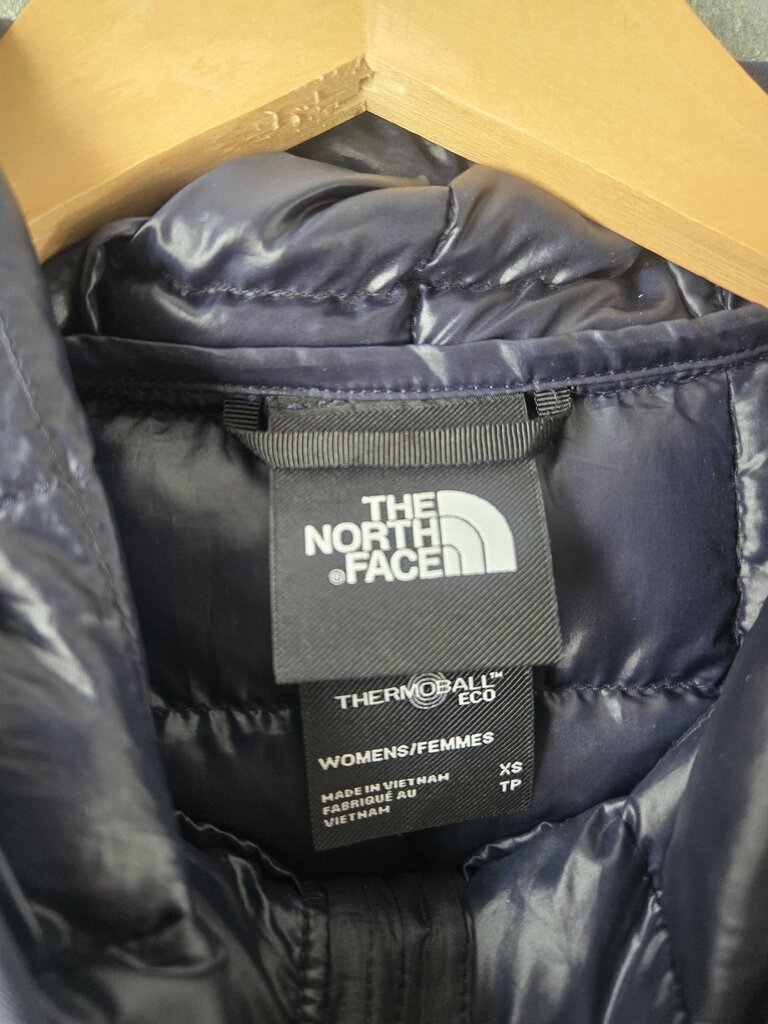 THE
NORTH
®FACE
THERMOBALL™
ECO
WOMENS/FEMMES
MADE IN VIETNAM
FABRIQUÉ AU
VIETNAM
XS
TP